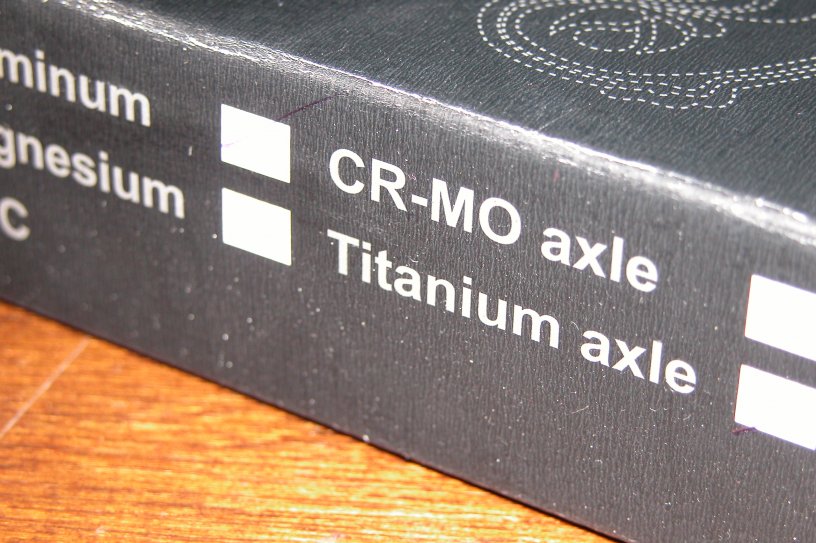 minum
gnesium
C
CR-MO axle
Titanium axle